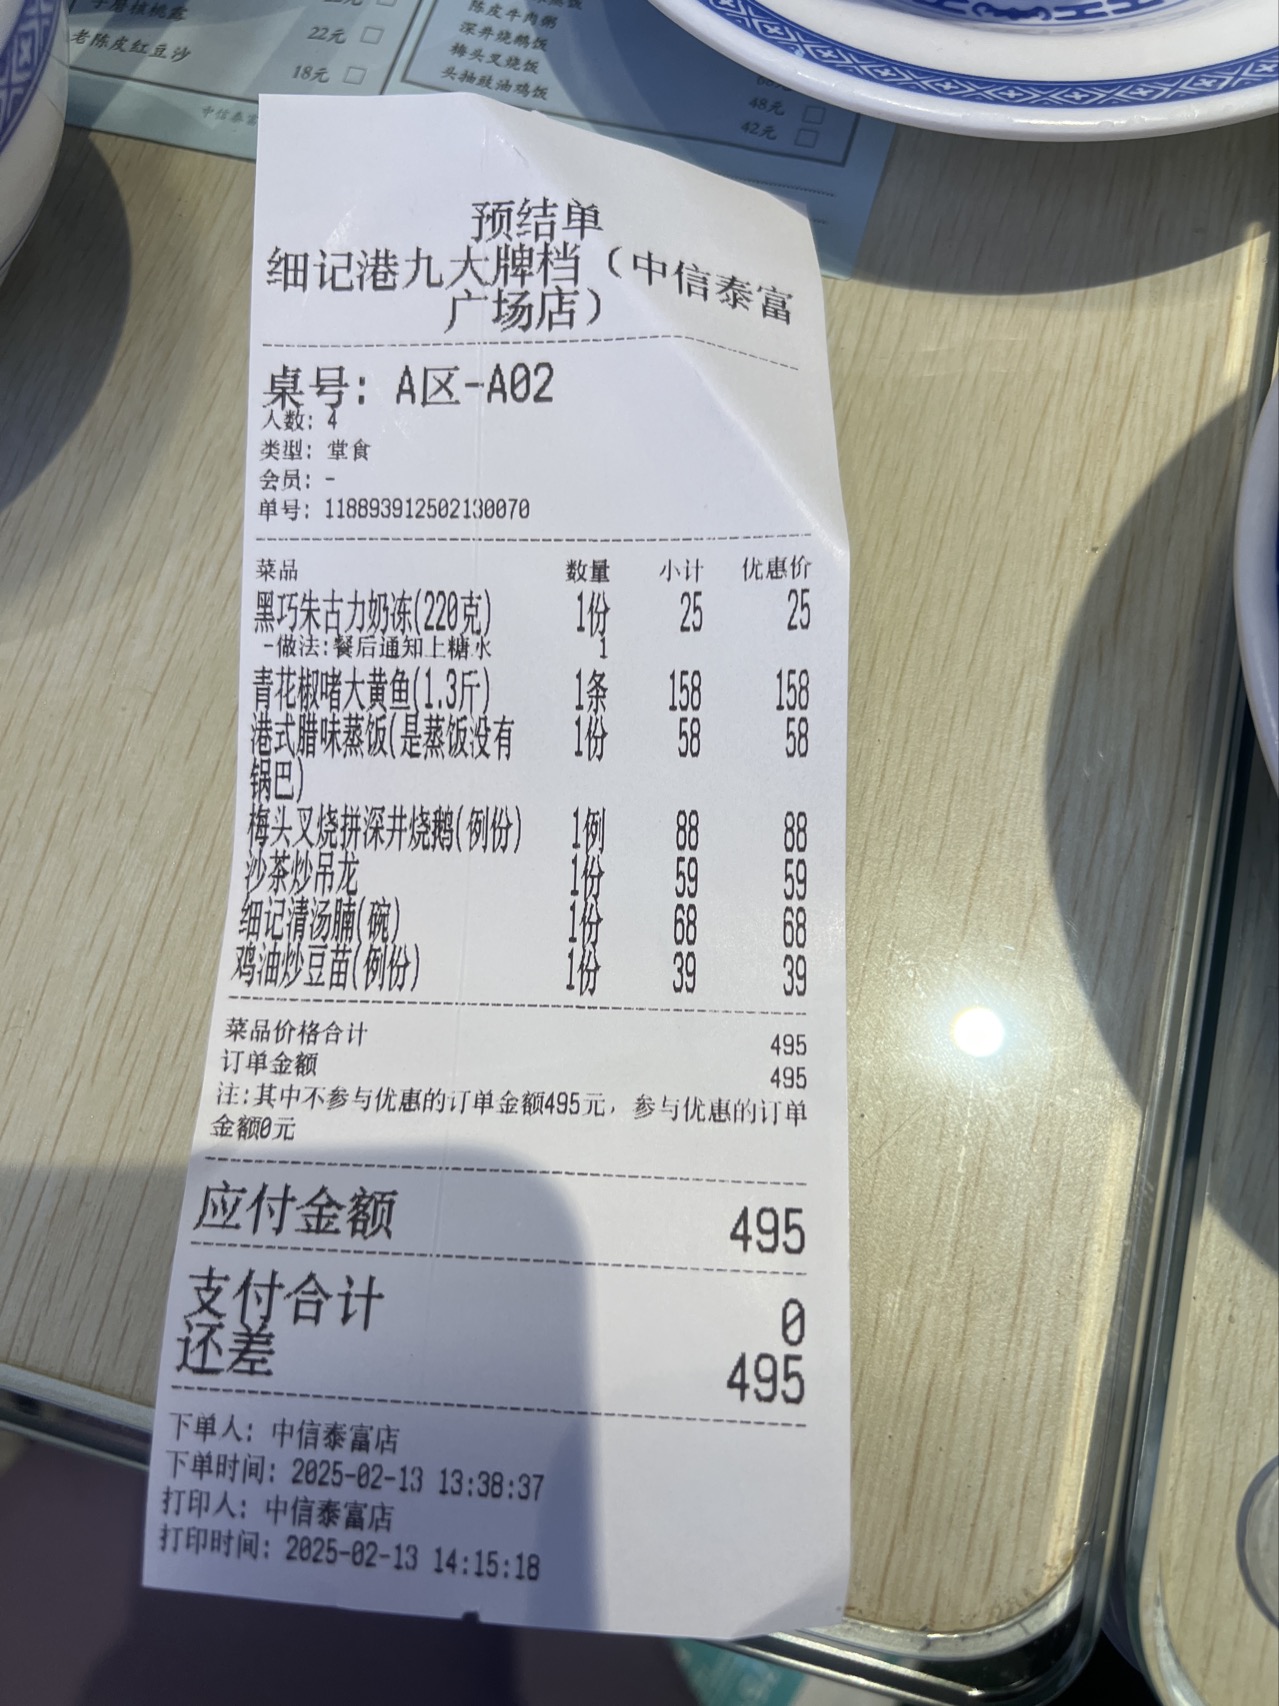 22元
老陈皮红豆沙
18元
陈皮牛肉粥
深井烧鹅饭
梅头叉烧饭
头抽豉油鸡饭
48元
42元
预结单
细记港九大牌档（中信泰富
广场店）
桌号: A区-A02
人数: 4
类型: 堂食
会员: -
单号: 118893912502130070
菜品 数量 小计 优惠价
黑巧朱古力奶冻(220克) 1份 25 25
-做法:餐后通知上糖水 1
青花椒啫大黄鱼(1.3斤) 1条 158 158
港式腊味蒸饭(是蒸饭没有 1份 58 58
锅巴)
梅头叉烧拼深井烧鹅(例份) 1例 88 88
沙茶炒吊龙 1份 59 59
细记清汤腩(碗) 1份 68 68
鸡油炒豆苗(例份) 1份 39 39
菜品价格合计 495
订单金额 495
注:其中不参与优惠的订单金额495元，参与优惠的订单
金额0元
应付金额 495
支付合计 0
还差 495
下单人: 中信泰富店
下单时间: 2025-02-13 13:38:37
打印人: 中信泰富店
打印时间: 2025-02-13 14:15:18